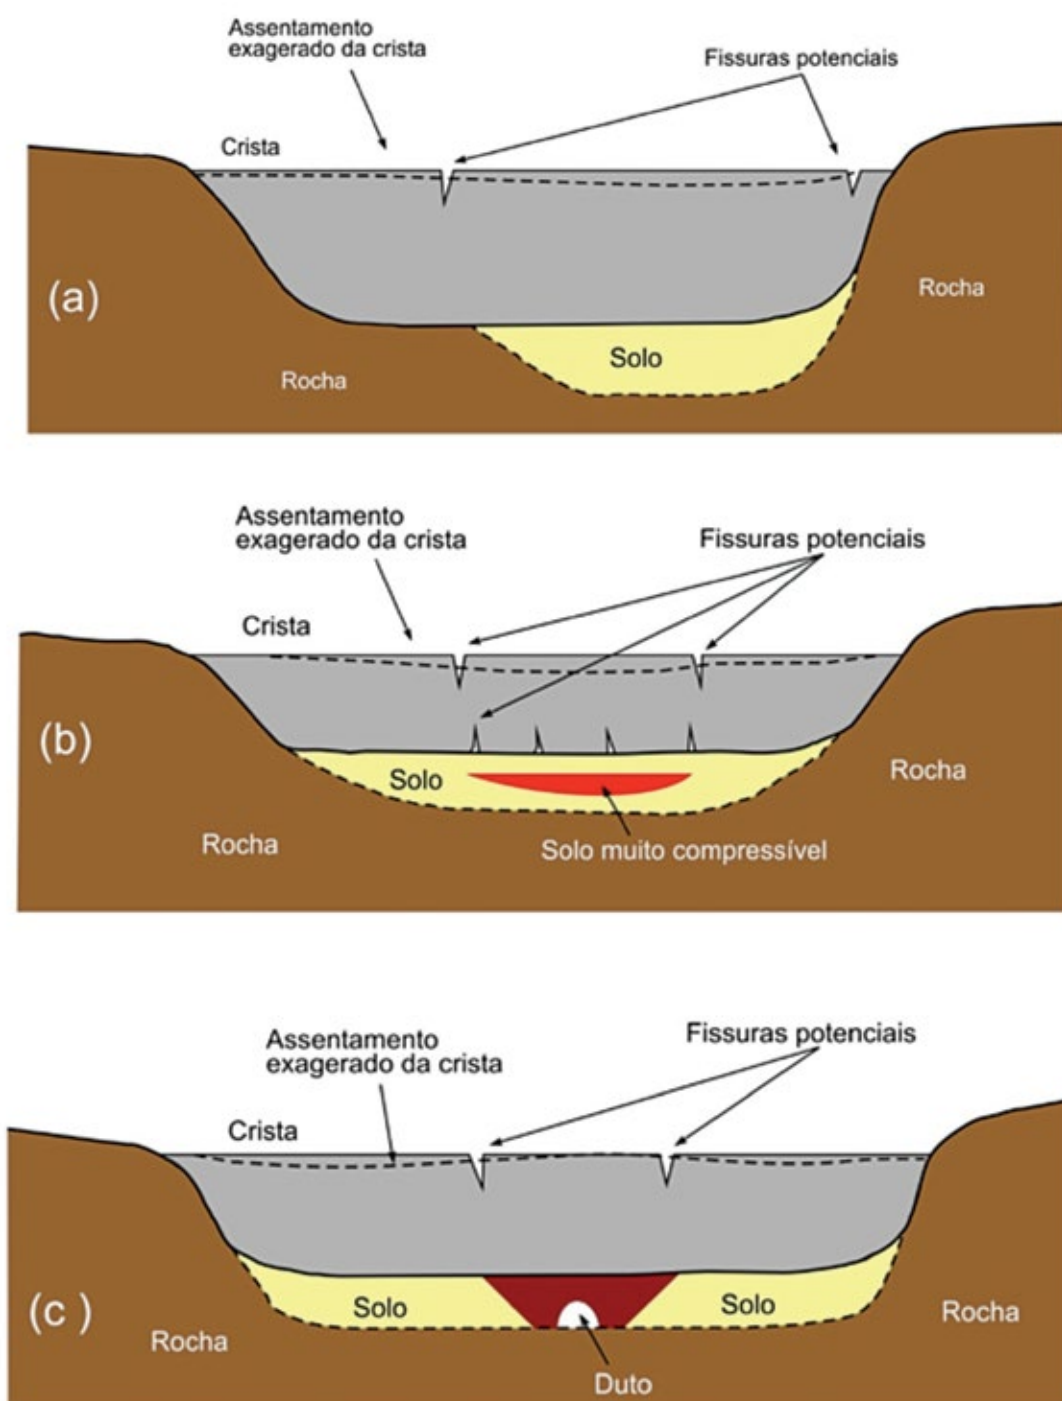 Assentamento
exagerado da crista
Fissuras potenciais
Crista
(a)
Rocha
Solo
Rocha
Assentamento
exagerado da crista
Fissuras potenciais
Crista
(b)
Solo
Rocha
Rocha
Solo muito compressível
Assentamento
exagerado da crista
Fissuras potenciais
Crista
(c )
Solo
Solo
Rocha
Rocha
Duto